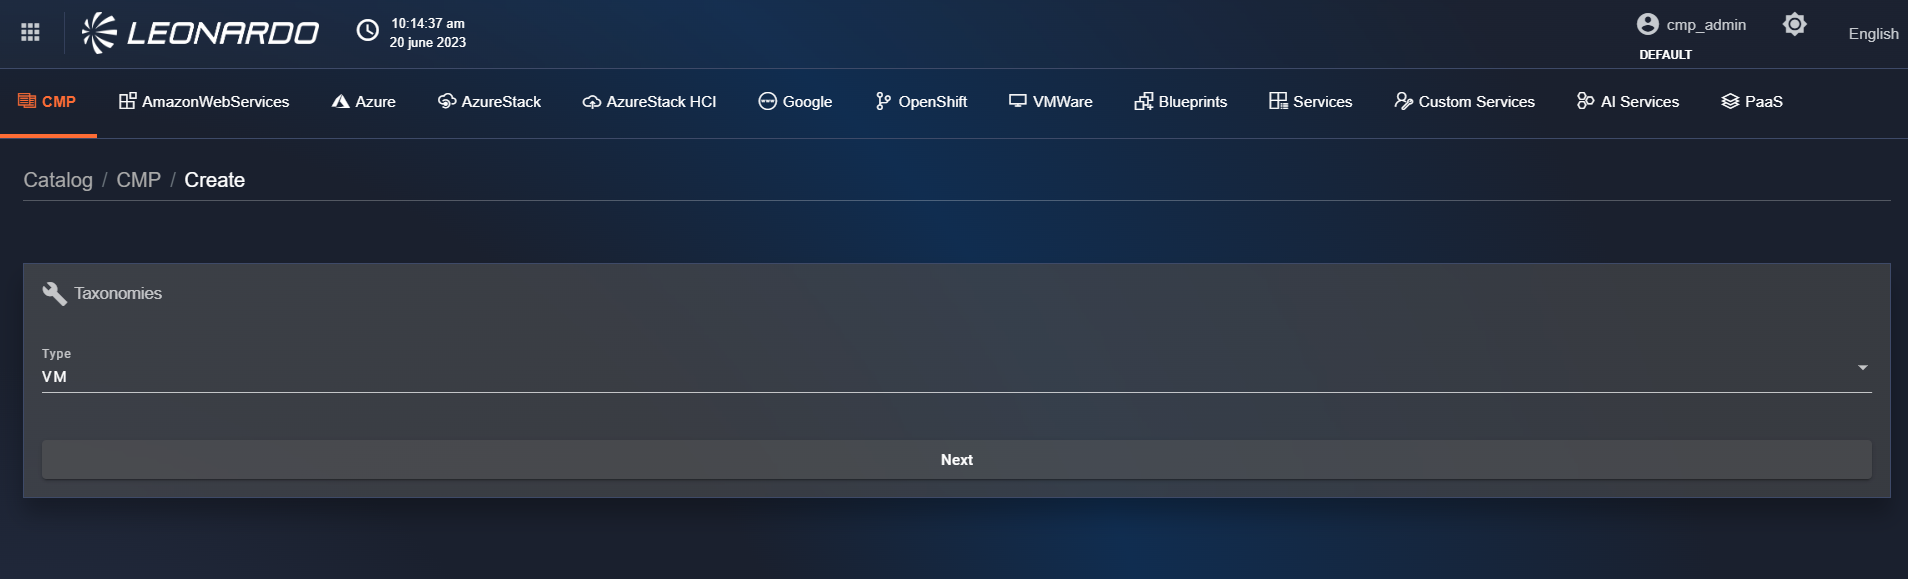 LEONARDO
10:14:37 am
20 june 2023
cmp_admin
DEFAULT
English
CMP AmazonWebServices Azure AzureStack AzureStack HCI Google OpenShift VMWare Blueprints Services Custom Services AI Services PaaS
Catalog / CMP / Create
Taxonomies
Type
VM
Next